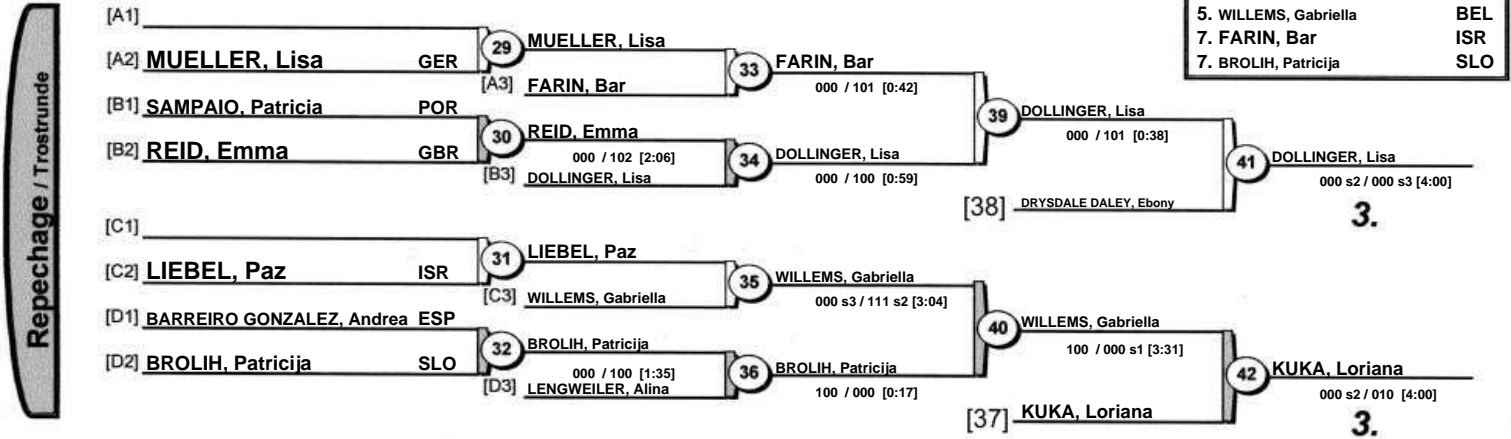 Repechage / Trostrunde
5. WILLEMS, Gabriella BEL
7. FARIN, Bar ISR
7. BROLIH, Patricija SLO
[A1]
[A2] MUELLER, Lisa GER
29
MUELLER, Lisa
[A3] FARIN, Bar
33
FARIN, Bar
000 / 101 [0:42]
[B1] SAMPAIO, Patricia POR
[B2] REID, Emma GBR
30
REID, Emma
000 / 102 [2:06]
[B3] DOLLINGER, Lisa
34
DOLLINGER, Lisa
000 / 100 [0:59]
39
DOLLINGER, Lisa
000 / 101 [0:38]
[38] DRYSDALE DALEY, Ebony
41
DOLLINGER, Lisa
000 s2 / 000 s3 [4:00]
3.
[C1]
[C2] LIEBEL, Paz ISR
31
LIEBEL, Paz
[C3] WILLEMS, Gabriella
35
WILLEMS, Gabriella
000 s3 / 111 s2 [3:04]
[D1] BARREIRO GONZALEZ, Andrea ESP
[D2] BROLIH, Patricija SLO
32
BROLIH, Patricija
000 / 100 [1:35]
[D3] LENGWEILER, Alina
36
BROLIH, Patricija
100 / 000 [0:17]
40
WILLEMS, Gabriella
100 / 000 s1 [3:31]
[37] KUKA, Loriana
42
KUKA, Loriana
000 s2 / 010 [4:00]
3.